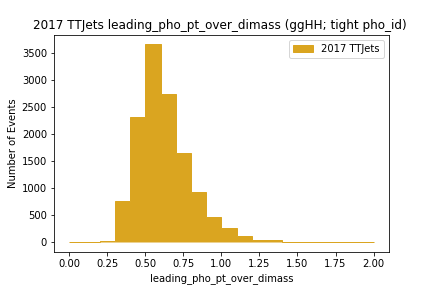 2017 TTJets leading_pho_pt_over_dimass (ggHH; tight pho_id)
2017 TTJets
Number of Events
3500
3000
2500
2000
1500
1000
500
0
0.00 0.25 0.50 0.75 1.00 1.25 1.50 1.75 2.00
leading_pho_pt_over_dimass